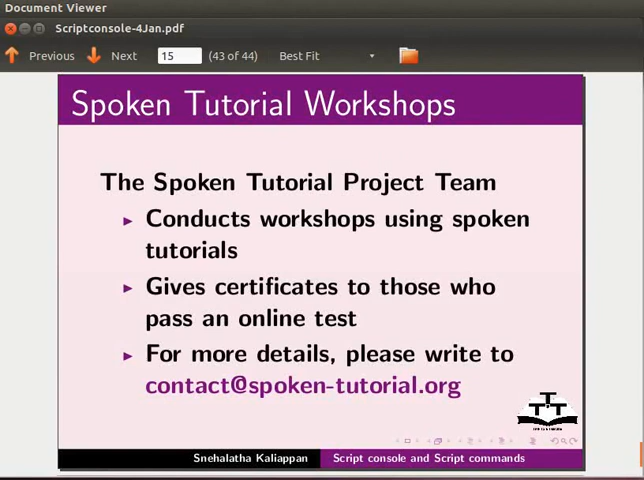 Document Viewer
Scriptconsole-4Jan.pdf
Previous Next 15 (43 of 44) Best Fit
Spoken Tutorial Workshops
The Spoken Tutorial Project Team
Conducts workshops using spoken
tutorials
Gives certificates to those who
pass an online test
For more details, please write to
contact@spoken-tutorial.org
Snehalatha Kaliappan Script console and Script commands